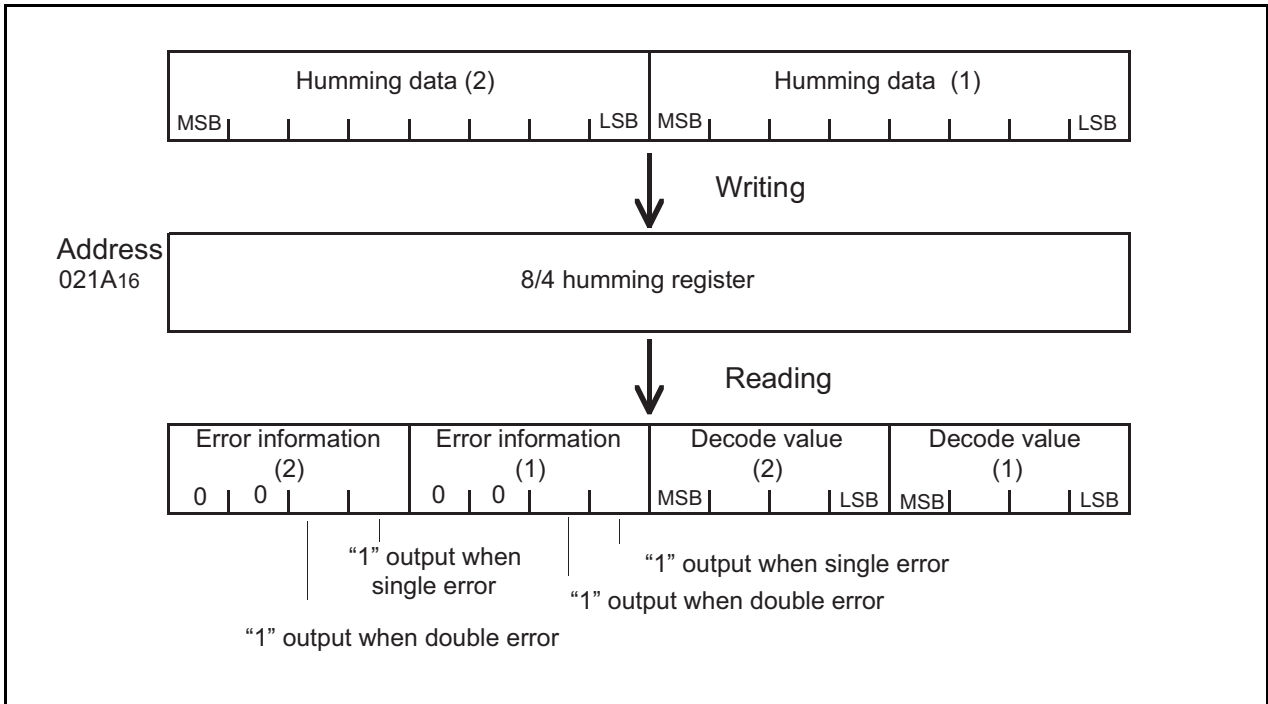 Humming data (2) Humming data (1)
MSB LSB MSB LSB
Writing
Address
021A16
8/4 humming register
Reading
Error information Error information Decode value Decode value
(2) (1) (2) (1)
0 0 0 0 MSB LSB MSB LSB
“1” output when
single error
“1” output when single error
“1” output when double error
“1” output when double error